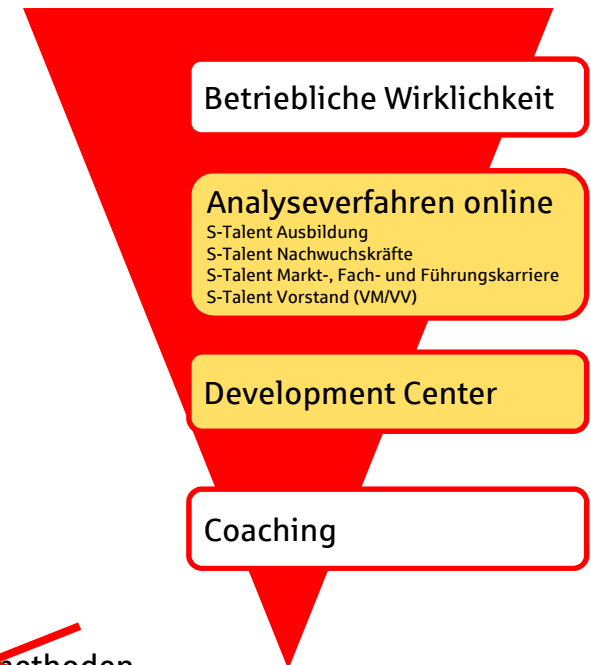 Betriebliche Wirklichkeit
Analyseverfahren online
S-Talent Ausbildung
S-Talent Nachwuchskräfte
S-Talent Markt-, Fach- und Führungskarriere
S-Talent Vorstand (VM/VV)
Development Center
Coaching